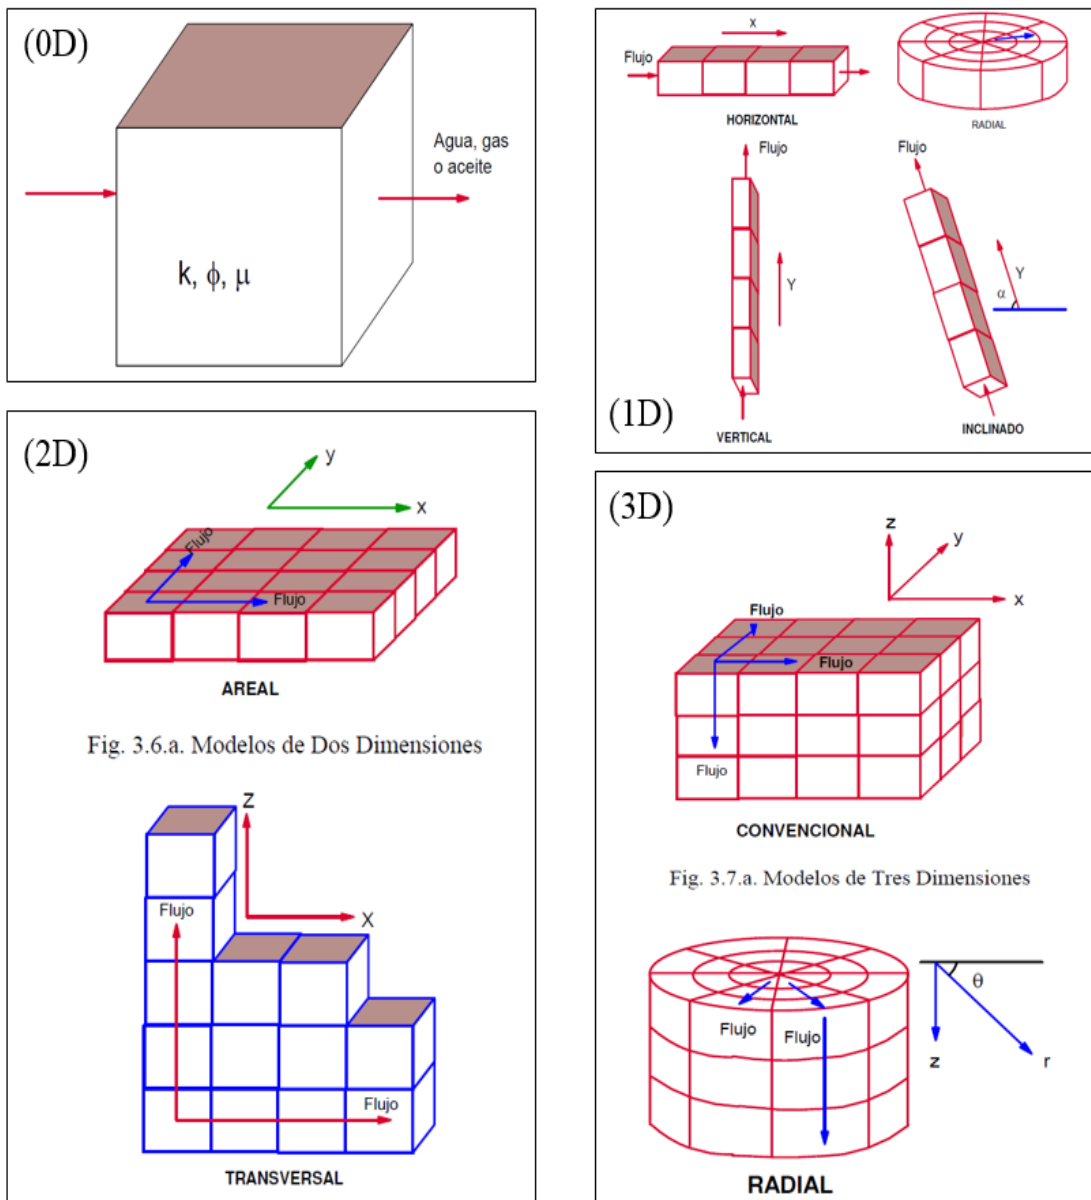 (0D)
Agua, gas
o aceite
k, ϕ, μ
X
Flujo
HORIZONTAL
RADIAL
Flujo
Y
VERTICAL
Flujo
Y
α
INCLINADO
(1D)
(2D)
y
x
Flujo
Flujo
AREAL
Fig. 3.6.a. Modelos de Dos Dimensiones
Z
X
Flujo
Flujo
TRANSVERSAL
(3D)
z
y
x
Flujo
Flujo
Flujo
CONVENCIONAL
Fig. 3.7.a. Modelos de Tres Dimensiones
θ
z
r
Flujo
Flujo
RADIAL